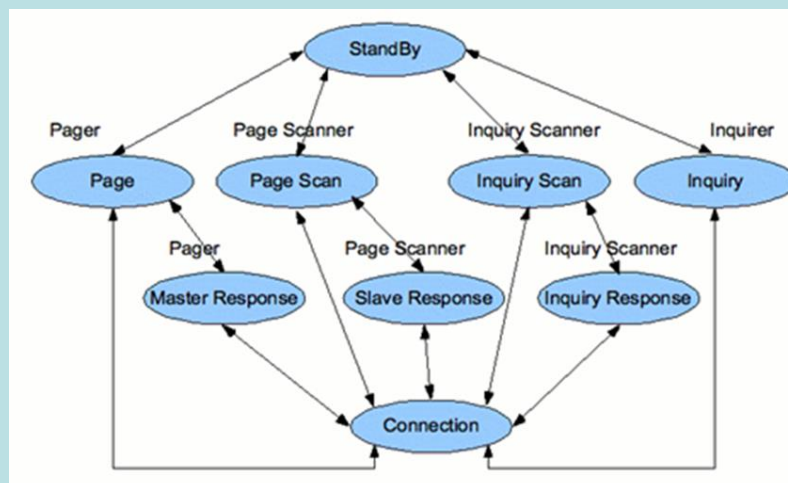 StandBy
Pager
Page Scanner
Inquiry Scanner
Inquirer
Page
Page Scan
Inquiry Scan
Inquiry
Pager
Page Scanner
Inquiry Scanner
Master Response
Slave Response
Inquiry Response
Connection